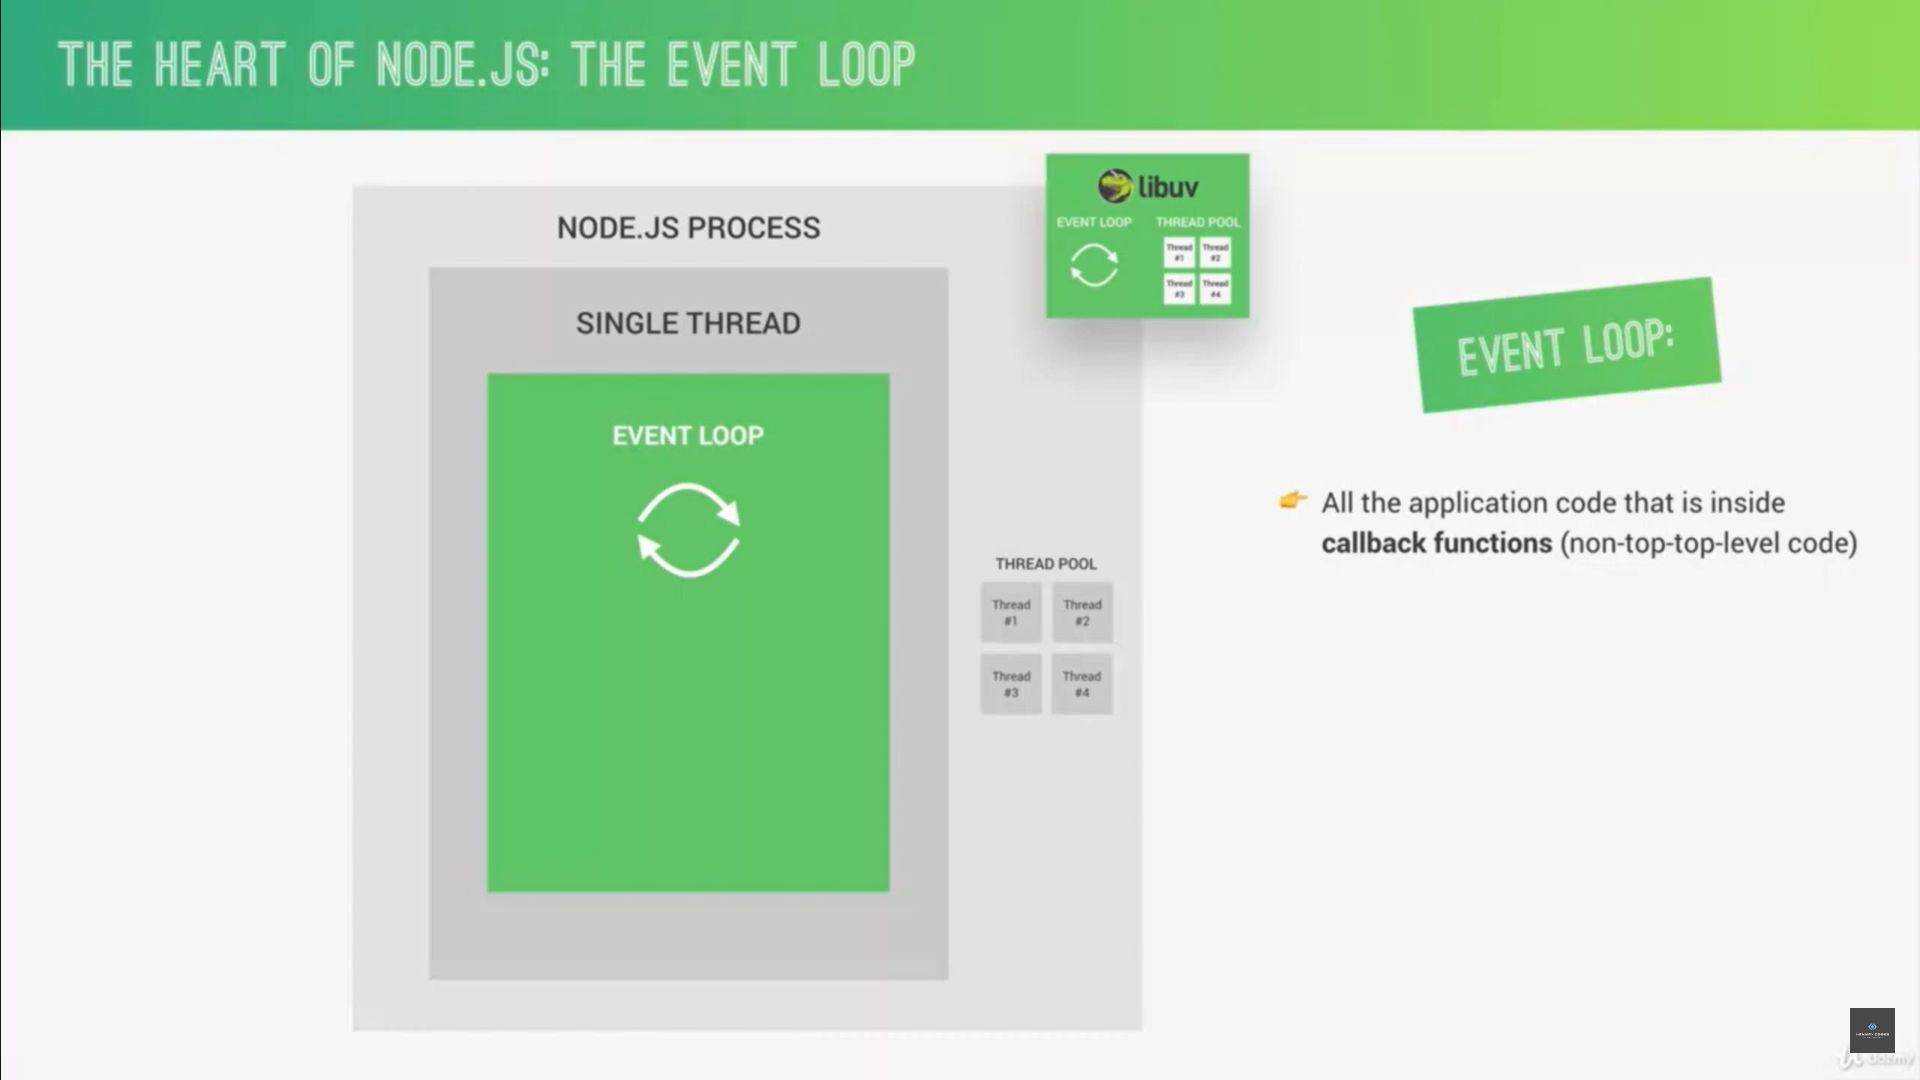 THE HEART OF NODE.JS: THE EVENT LOOP
libuv
EVENT LOOP THREAD POOL
Thread Thread
#1 #2
Thread Thread
#3 #4
NODE.JS PROCESS
SINGLE THREAD
EVENT LOOP
THREAD POOL
Thread Thread
#1 #2
Thread Thread
#3 #4
EVENT LOOP:
All the application code that is inside
callback functions (non-top-top-level code)
Udemy